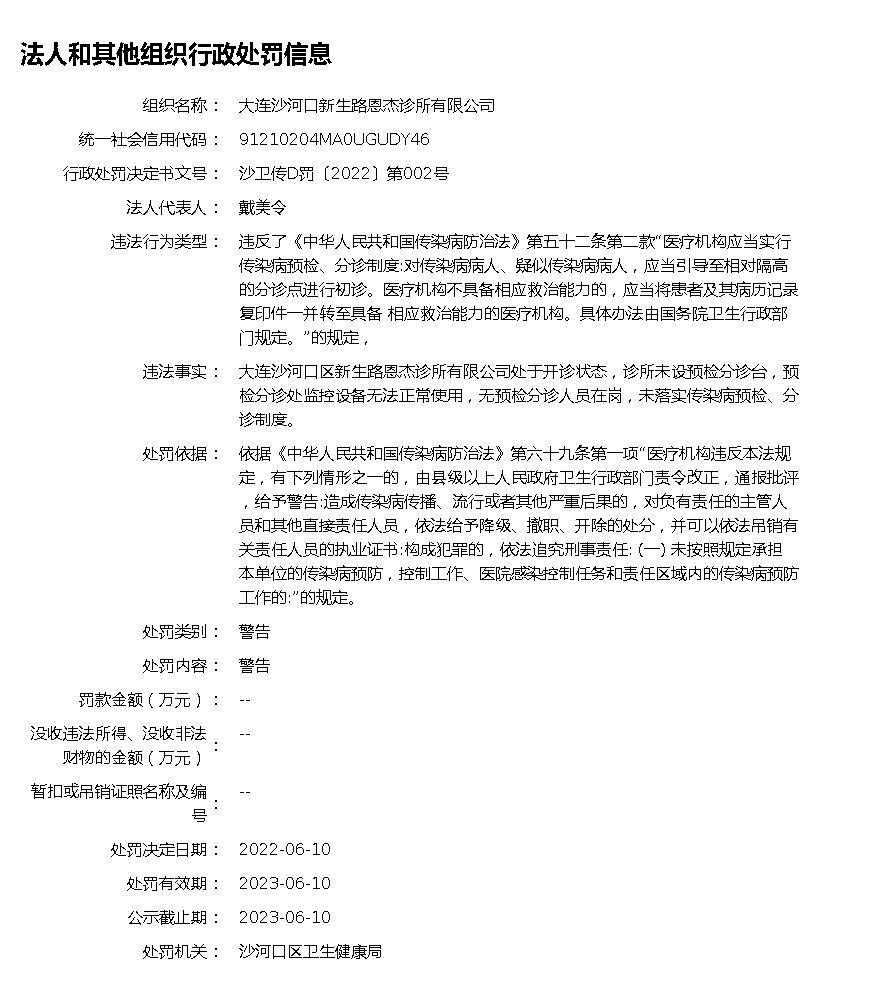 法人和其他组织行政处罚信息
组织名称： 大连沙河口新生路恩杰诊所有限公司
统一社会信用代码： 91210204MA0UGUDY46
行政处罚决定书文号： 沙卫传D罚〔2022〕第002号
法人代表人： 戴美令
违法行为类型： 违反了《中华人民共和国传染病防治法》第五十二条第二款“医疗机构应当实行
传染病预检、分诊制度:对传染病病人、疑似传染病病人，应当引导至相对隔高
的分诊点进行初诊。医疗机构不具备相应救治能力的，应当将患者及其病历记录
复印件一并转至具备 相应救治能力的医疗机构。具体办法由国务院卫生行政部
门规定。”的规定，
违法事实： 大连沙河口区新生路恩杰诊所有限公司处于开诊状态，诊所未设预检分诊台，预
检分诊处监控设备无法正常使用，无预检分诊人员在岗，未落实传染病预检、分
诊制度。
处罚依据： 依据《中华人民共和国传染病防治法》第六十九条第一项“医疗机构违反本法规
定，有下列情形之一的，由县级以上人民政府卫生行政部门责令改正，通报批评
，给予警告:造成传染病传播、流行或者其他严重后果的，对负有责任的主管人
员和其他直接责任人员，依法给予降级、撤职、开除的处分，并可以依法吊销有
关责任人员的执业证书:构成犯罪的，依法追究刑事责任: (一) 未按照规定承担
本单位的传染病预防，控制工作、医院感染控制任务和责任区域内的传染病预防
工作的:”的规定。
处罚类别： 警告
处罚内容： 警告
罚款金额（万元）： --
没收违法所得、没收非法
财物的金额（万元）： --
暂扣或吊销证照名称及编
号： --
处罚决定日期： 2022-06-10
处罚有效期： 2023-06-10
公示截止期： 2023-06-10
处罚机关： 沙河口区卫生健康局